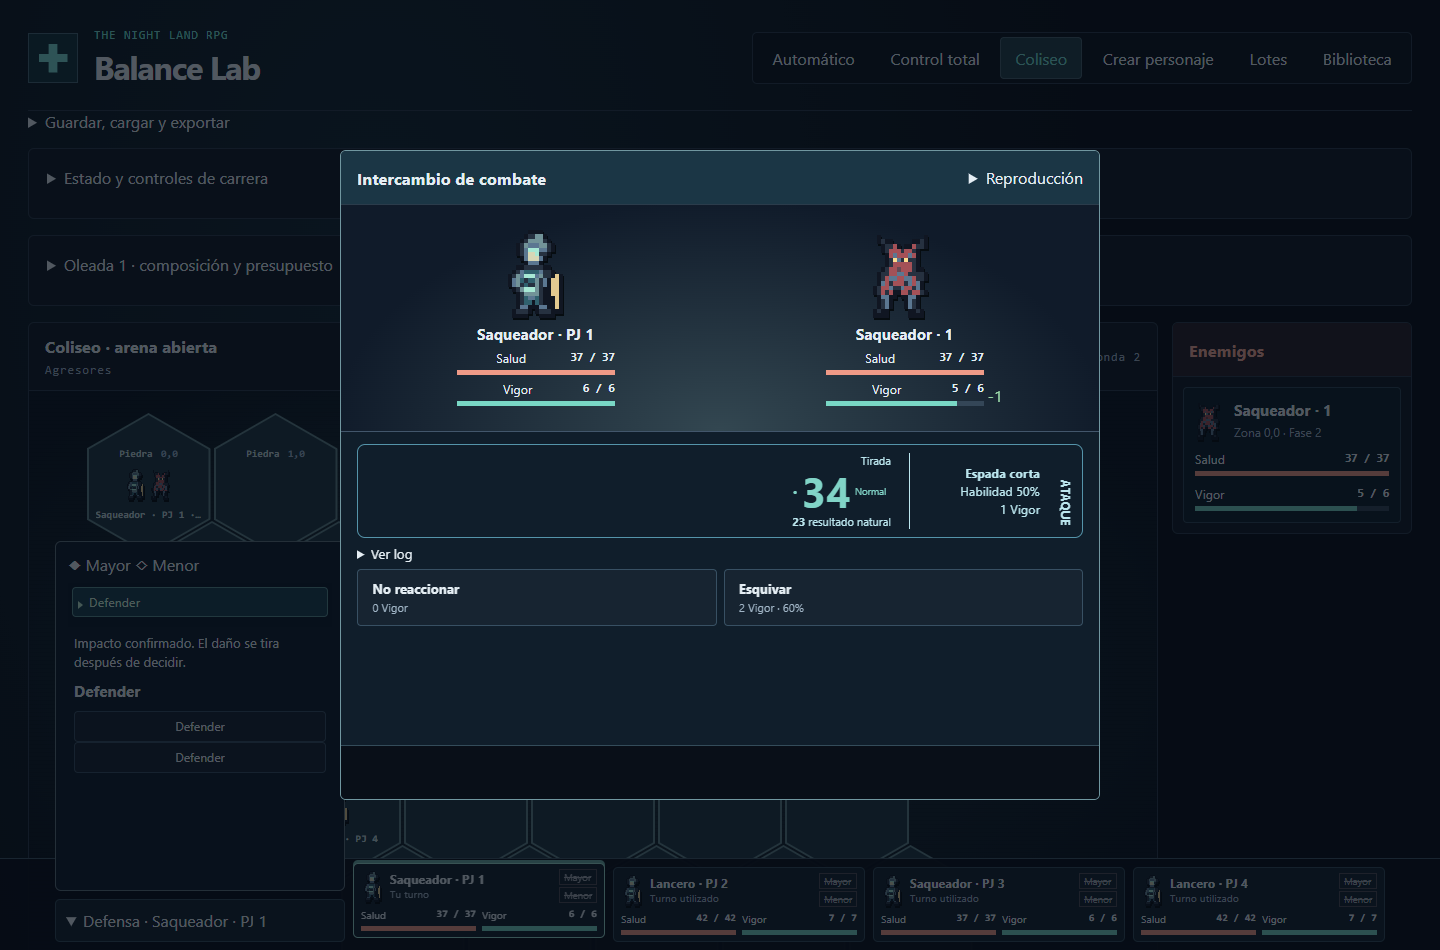 THE NIGHT LAND RPG
Balance Lab
Automático
Control total
Coliseo
Crear personaje
Lotes
Biblioteca
Guardar, cargar y exportar
Estado y controles de carrera
Oleada 1 · composición y presupuesto
Coliseo · arena abierta
Agresores
onda 2
Piedra 0,0
Piedra 1,0
Saqueador · PJ 1 ·…
Intercambio de combate
Reproducción
Saqueador · PJ 1
Salud 37 / 37
Vigor 6 / 6
Saqueador · 1
Salud 37 / 37
Vigor 5 / 6
-1
Tirada
· 34 Normal
23 resultado natural
Espada corta
Habilidad 50%
1 Vigor
ATAQUE
Ver log
No reaccionar
0 Vigor
Esquivar
2 Vigor · 60%
Enemigos
Saqueador · 1
Zona 0,0 · Fase 2
Salud 37 / 37
Vigor 5 / 6
Mayor Menor
Defender
Impacto confirmado. El daño se tira
después de decidir.
Defender
Defender
Defender
· PJ 4
Defensa · Saqueador · PJ 1
Saqueador · PJ 1
Tu turno
Mayor
Menor
Salud 37 / 37 Vigor 6 / 6
Lancero · PJ 2
Turno utilizado
Mayor
Menor
Salud 42 / 42 Vigor 7 / 7
Saqueador · PJ 3
Turno utilizado
Mayor
Menor
Salud 37 / 37 Vigor 6 / 6
Lancero · PJ 4
Turno utilizado
Mayor
Menor
Salud 42 / 42 Vigor 7 / 7